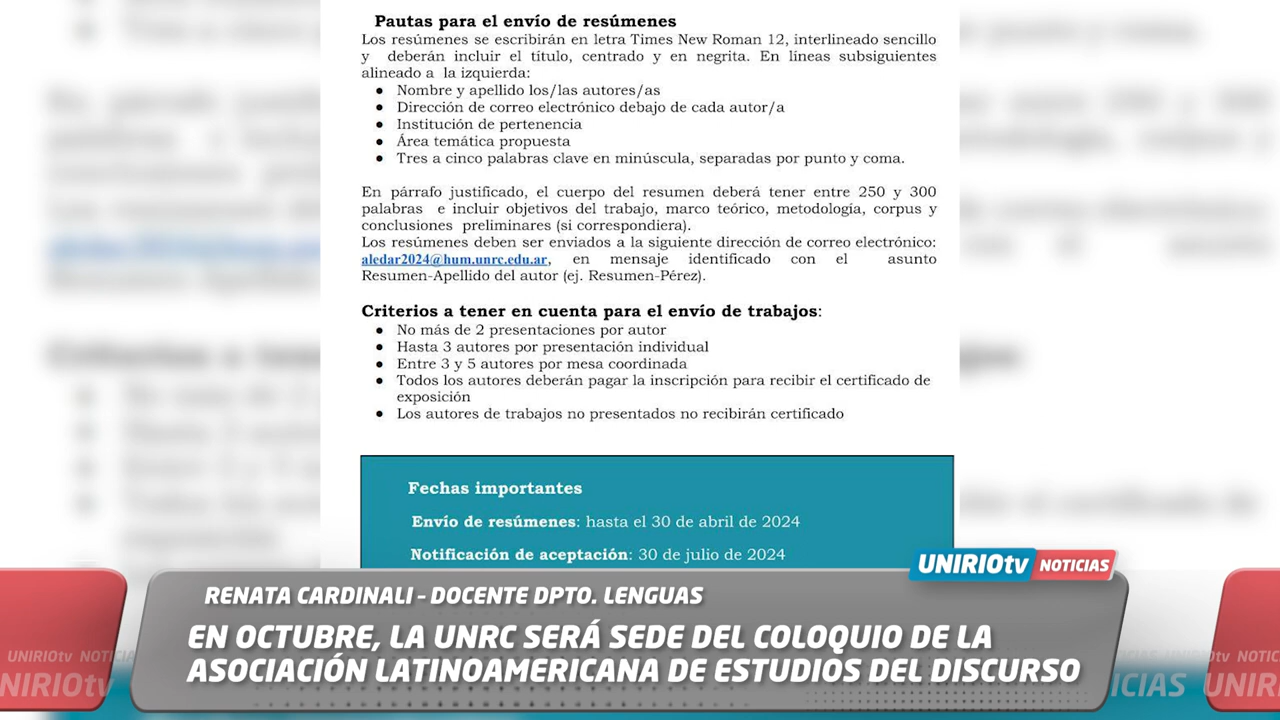 Pautas para el envío de resúmenes
Los resúmenes se escribirán en letra Times New Roman 12, interlineado sencillo
y deberán incluir el título, centrado y en negrita. En líneas subsiguientes
alineado a la izquierda:
● Nombre y apellido los/las autores/as
● Dirección de correo electrónico debajo de cada autor/a
● Institución de pertenencia
● Área temática propuesta
● Tres a cinco palabras clave en minúscula, separadas por punto y coma.
En párrafo justificado, el cuerpo del resumen deberá tener entre 250 y 300
palabras e incluir objetivos del trabajo, marco teórico, metodología, corpus y
conclusiones preliminares (si correspondiera).
Los resúmenes deben ser enviados a la siguiente dirección de correo electrónico:
aledar2024@hum.unrc.edu.ar, en mensaje identificado con el asunto
Resumen-Apellido del autor (ej. Resumen-Pérez).
Criterios a tener en cuenta para el envío de trabajos:
● No más de 2 presentaciones por autor
● Hasta 3 autores por presentación individual
● Entre 3 y 5 autores por mesa coordinada
● Todos los autores deberán pagar la inscripción para recibir el certificado de
exposición
● Los autores de trabajos no presentados no recibirán certificado
Fechas importantes
Envío de resúmenes: hasta el 30 de abril de 2024
Notificación de aceptación: 30 de julio de 2024
UNIRIOtv NOTICIAS
RENATA CARDINALI - DOCENTE DPTO. LENGUAS
EN OCTUBRE, LA UNRC SERÁ SEDE DEL COLOQUIO DE LA
ASOCIACIÓN LATINOAMERICANA DE ESTUDIOS DEL DISCURSO